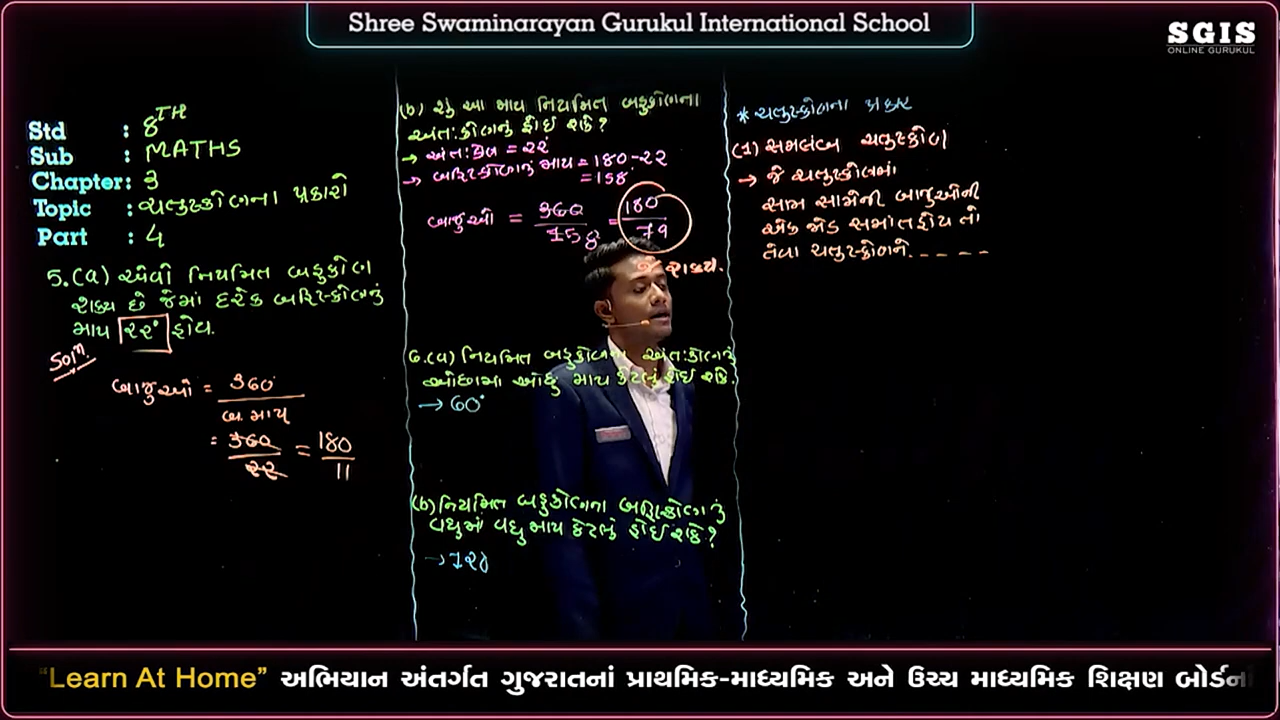 Shree Swaminarayan Gurukul International School
SGIS
ONLINE GURUKUL
Std : 8TH
Sub : MATHS
Chapter: 3
Topic : ચતુષ્કોણના પ્રકારો
Part : 4
5.(a) એવો નિયમિત બહુકોણ
શક્ય છે જેમાં દરેક બહિષ્કોણનું
માપ ૨૨° હોય.
Soln.
બાજુઓ = 360
બ. માપ
= 360 = 180
૨૨ 11
(b) શું આ માપ નિયમિત બહુકોણના
અંત:કોણનું હોઈ શકે?
→ અંત:કોણ = ૨૨
→ બહિષ્કોણનું માપ = 180-22
= 158
બાજુઓ = 360 = 180
158 79
શકાય.
6.(a) નિયમિત બહુકોણના અંત:કોણનું
ઓછામાં ઓછું માપ કેટલું હોઈ શકે.
→ 60°
(b) નિયમિત બહુકોણના બહિષ્કોણનું
વધુમાં વધુ માપ કેટલું હોઈ શકે?
→ 120
* ચતુષ્કોણના પ્રકાર
(1) સમલંબ ચતુષ્કોણ
→ જે ચતુષ્કોણમાં
સામ સામેની બાજુઓની
એક જોડ સમાંતર હોય તો
તેવા ચતુષ્કોણને. - - - -
"Learn At Home" અભિયાન અંતર્ગત ગુજરાતનાં પ્રાથમિક-માધ્યમિક અને ઉચ્ચ માધ્યમિક શિક્ષણ બોર્ડનાં